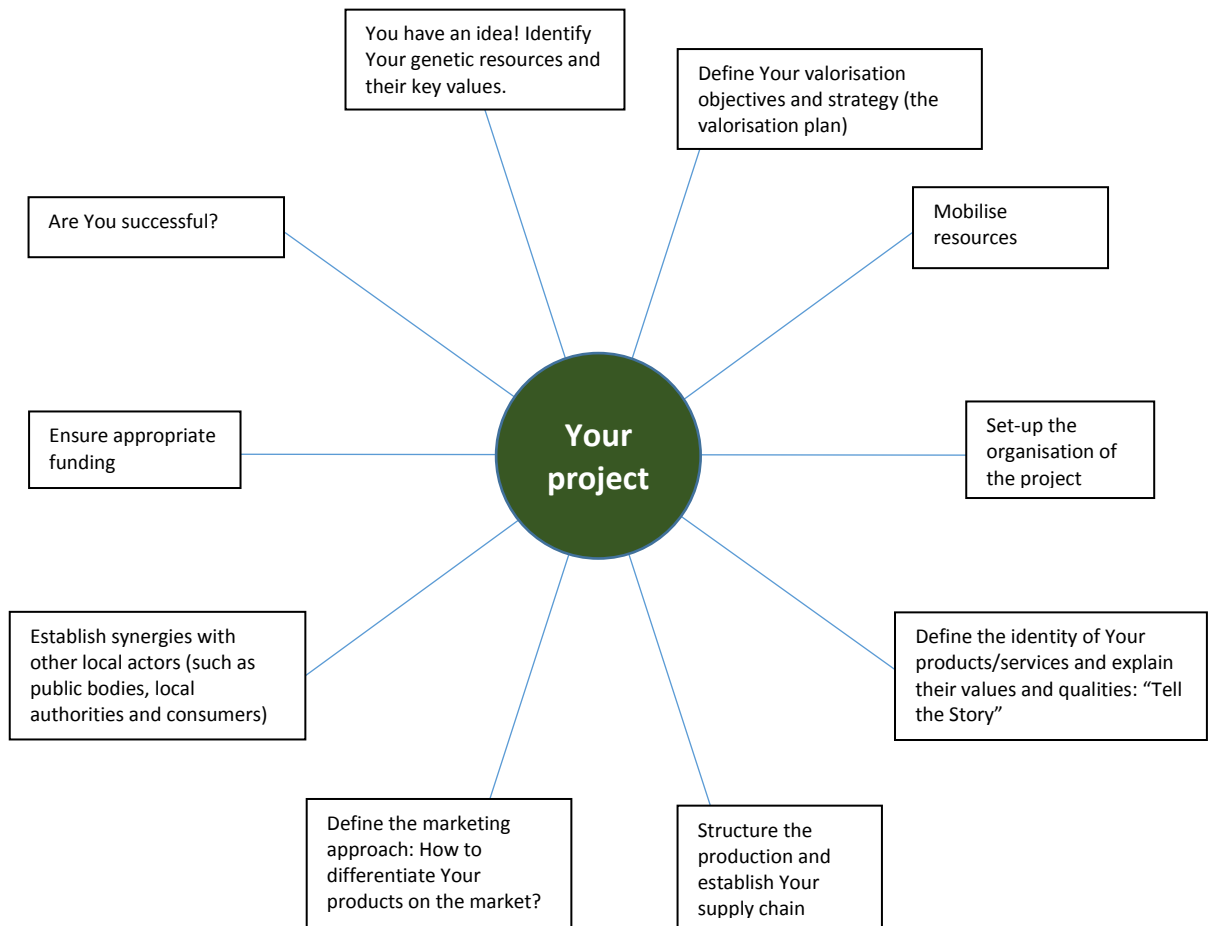 You have an idea! Identify
Your genetic resources and
their key values.
Define Your valorisation
objectives and strategy (the
valorisation plan)
Mobilise
resources
Set-up the
organisation of
the project
Define the identity of Your
products/services and explain
their values and qualities: “Tell
the Story”
Structure the
production and
establish Your
supply chain
Define the marketing
approach: How to
differentiate Your
products on the market?
Establish synergies with
other local actors (such as
public bodies, local
authorities and consumers)
Ensure appropriate
funding
Are You successful?
Your
project